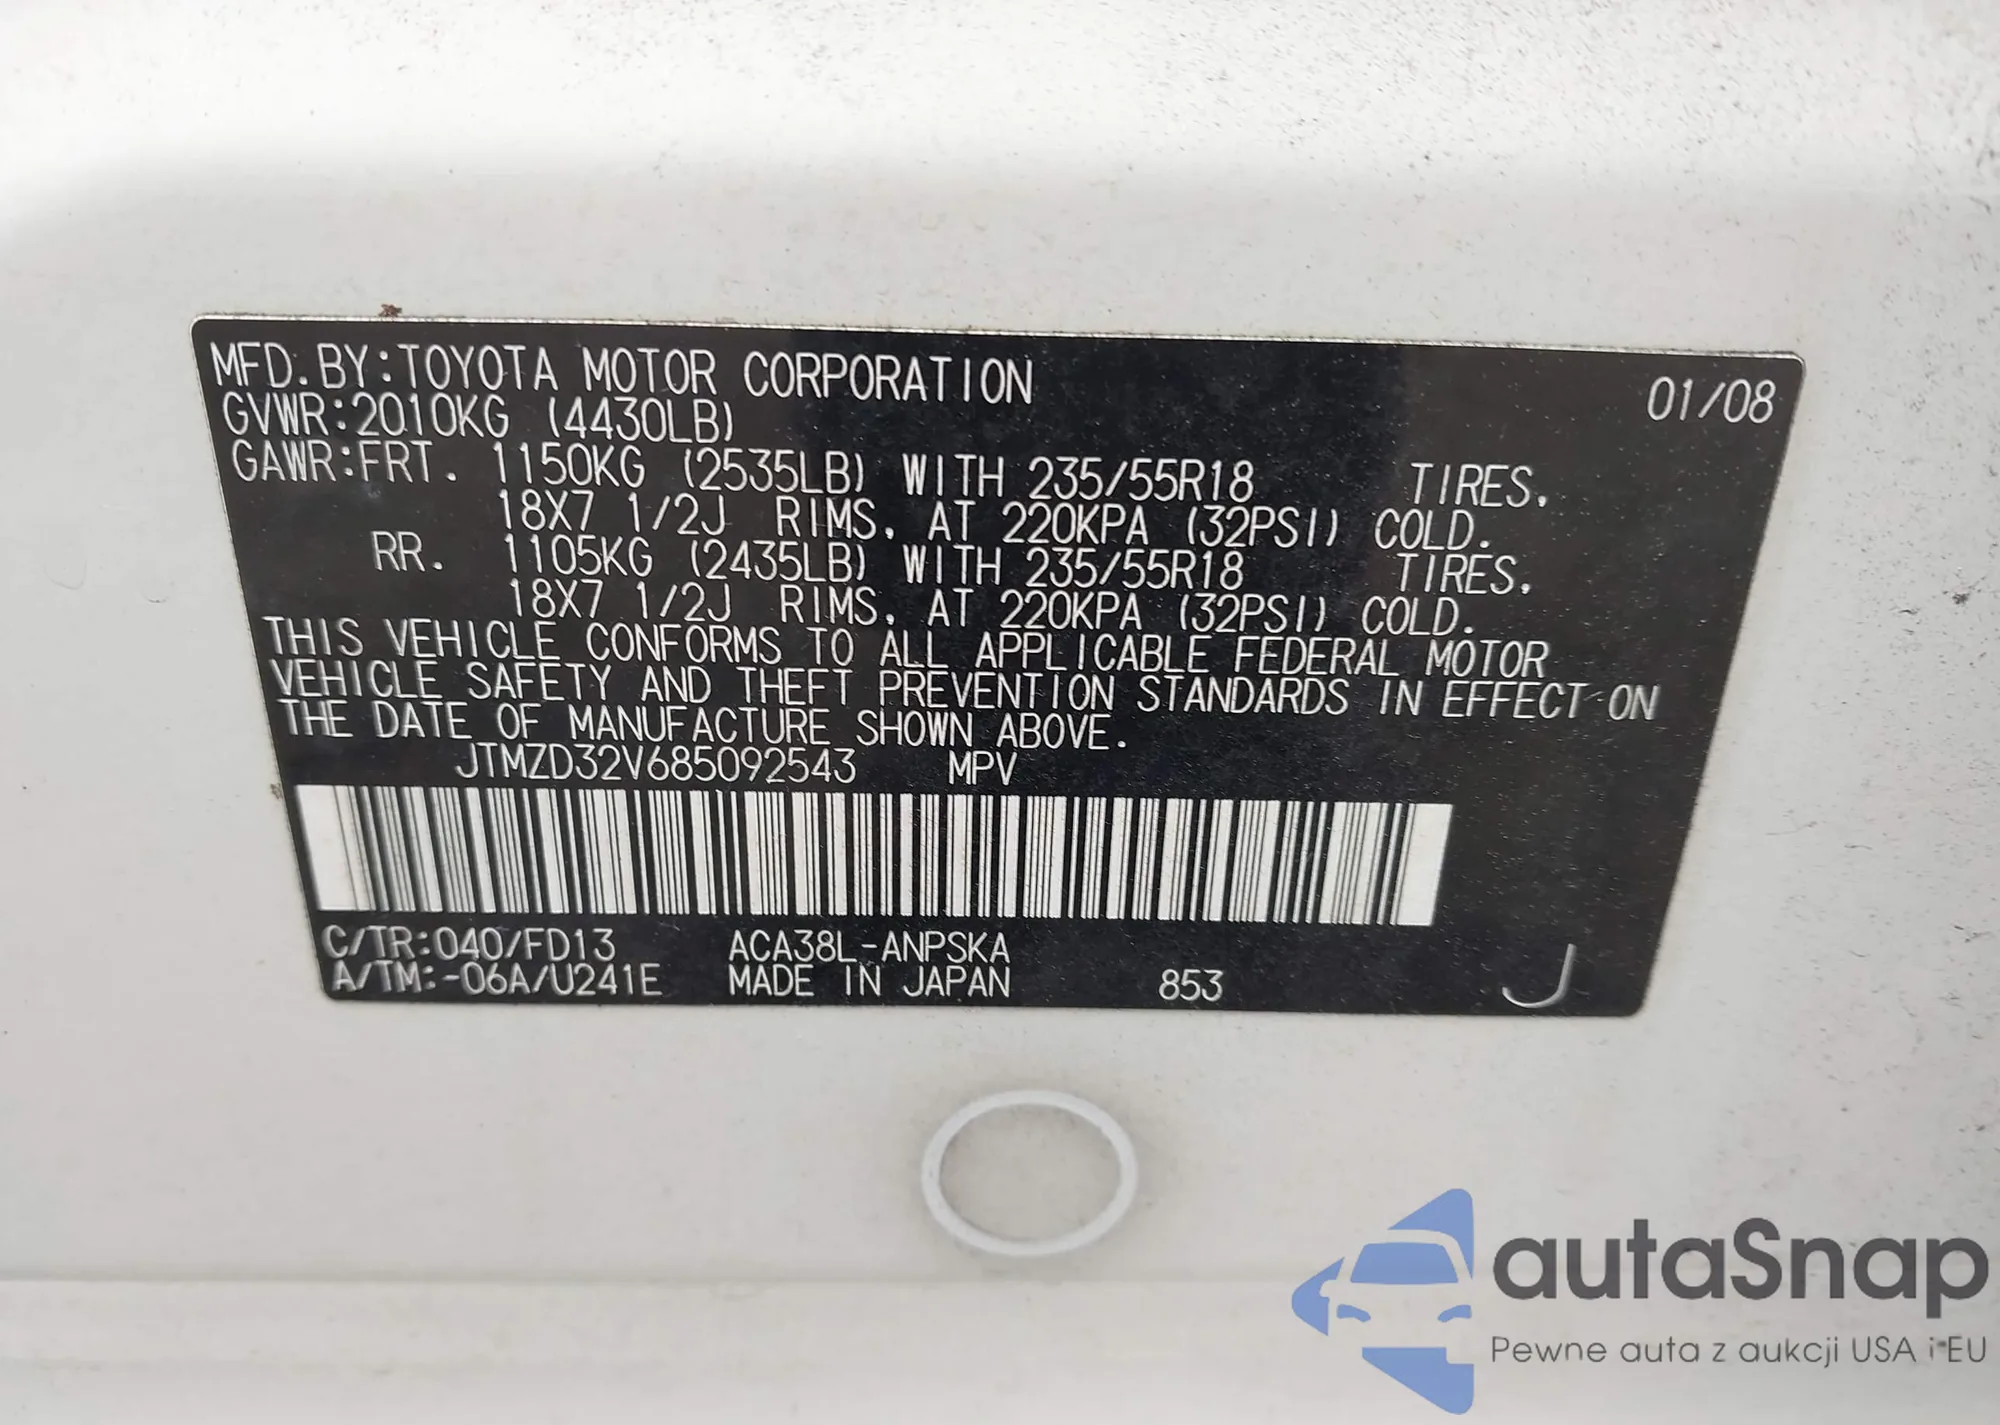 MFD. BY:TOYOTA MOTOR CORPORATION 01/08
GVWR:2010KG (4430LB)
GAWR:FRT. 1150KG (2535LB) WITH 235/55R18 TIRES,
18X7 1/2J RIMS, AT 220KPA (32PSI) COLD.
RR. 1105KG (2435LB) WITH 235/55R18 TIRES,
18X7 1/2J RIMS, AT 220KPA (32PSI) COLD.
THIS VEHICLE CONFORMS TO ALL APPLICABLE FEDERAL MOTOR
VEHICLE SAFETY AND THEFT PREVENTION STANDARDS IN EFFECT ON
THE DATE OF MANUFACTURE SHOWN ABOVE.
JTMZD32V685092543 MPV
C/TR:040/FD13 ACA38L-ANPSKA
A/TM:-06A/U241E MADE IN JAPAN 853 J
autaSnap
Pewne auta z aukcji USA i EU